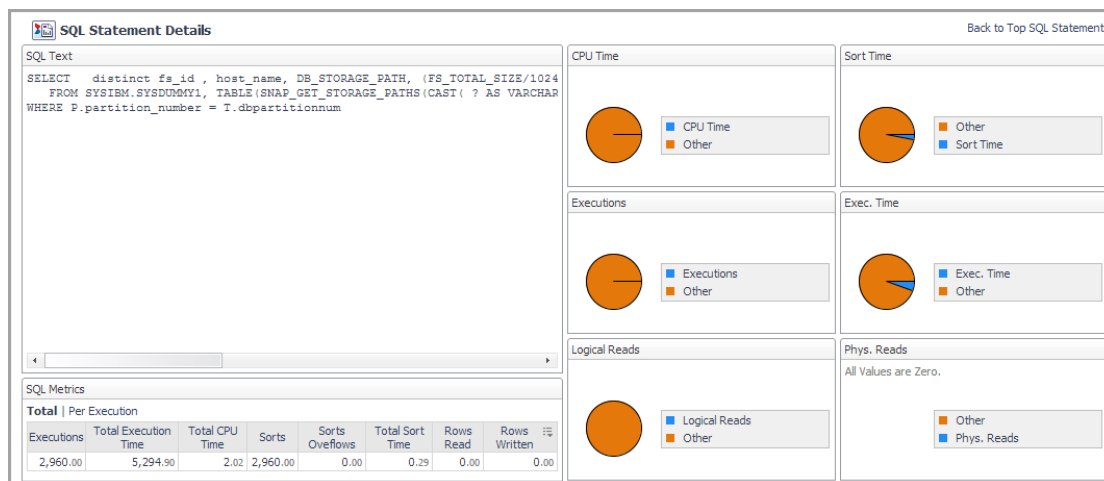 SQL Statement Details
Back to Top SQL Statement
SQL Text
SELECT distinct fs_id , host_name, DB_STORAGE_PATH, (FS_TOTAL_SIZE/1024
FROM SYSIBM.SYSDUMMY1, TABLE(SNAP_GET_STORAGE_PATHS(CAST( ? AS VARCHAR
WHERE P.partition_number = T.dbpartitionnum
CPU Time
CPU Time
Other
Sort Time
Other
Sort Time
Executions
Executions
Other
Exec. Time
Exec. Time
Other
Logical Reads
Logical Reads
Other
Phys. Reads
All Values are Zero.
Other
Phys. Reads
SQL Metrics
Total | Per Execution
Executions Total Execution Time Total CPU Time Sorts Sorts Oveflows Total Sort Time Rows Read Rows Written
2,960.00 5,294.90 2.02 2,960.00 0.00 0.29 0.00 0.00